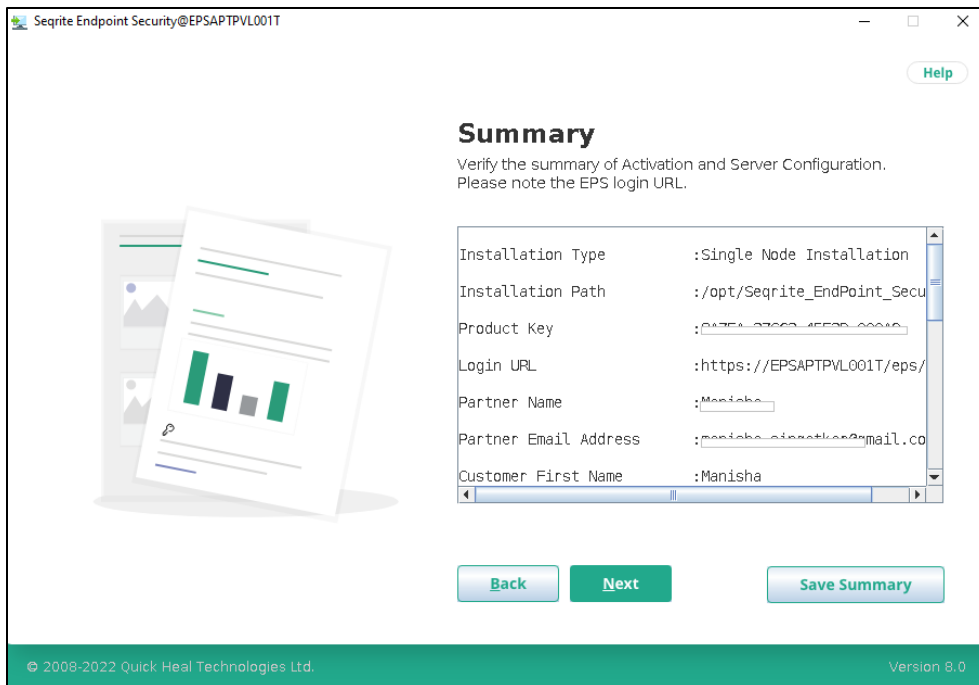 Seqrite Endpoint Security@EPSAPTPVL001T
Help
Summary
Verify the summary of Activation and Server Configuration.
Please note the EPS login URL.
Installation Type :Single Node Installation
Installation Path :/opt/Seqrite_EndPoint_Secu
Product Key :
Login URL :https://EPSAPTPVL001T/eps/
Partner Name :
Partner Email Address :
Customer First Name :Manisha
Back Next Save Summary
© 2008-2022 Quick Heal Technologies Ltd. Version 8.0